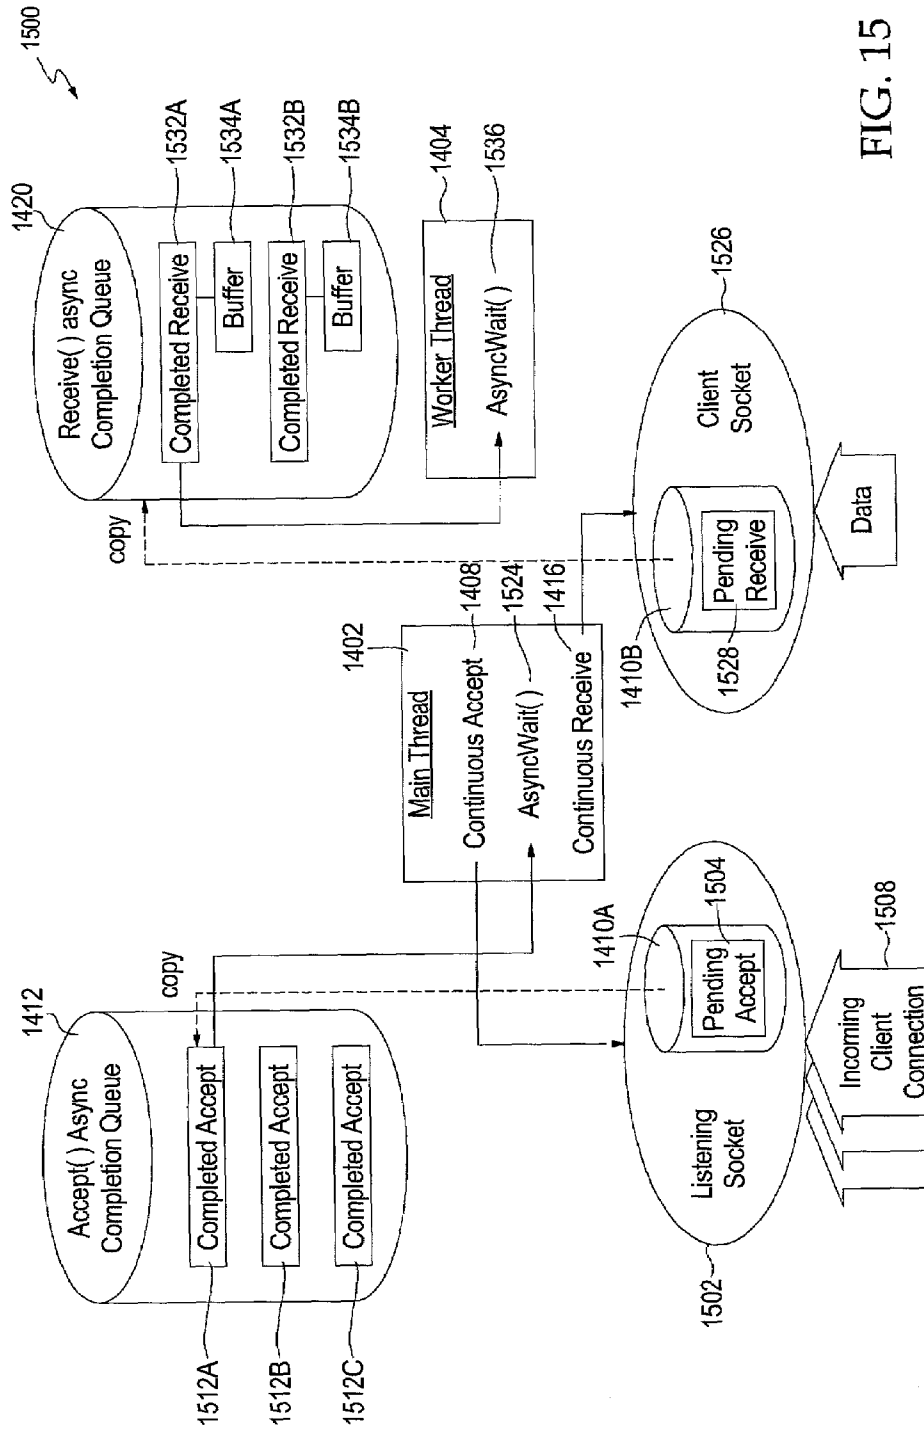 1500
1412
Accept( ) Async
Completion Queue
1512A
Completed Accept
1512B
Completed Accept
1512C
Completed Accept
copy
1420
Receive( ) async
Completion Queue
Completed Receive
1532A
Buffer
1534A
Completed Receive
1532B
Buffer
1534B
copy
1402
Main Thread
Continuous Accept
1408
AsyncWait( )
1524
Continuous Receive
1416
Worker Thread
1404
AsyncWait( )
1536
1502
Listening
Socket
1410A
Pending
Accept
1504
Incoming
Client
Connection
1508
1410B
Pending
Receive
1528
Client
Socket
1526
Data
FIG. 15